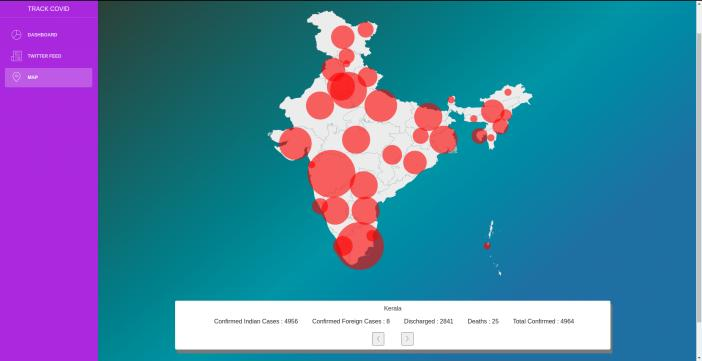 TRACK COVID
DASHBOARD
TWITTER FEED
MAP
Kerala
Confirmed Indian Cases : 4956 Confirmed Foreign Cases : 8 Discharged : 2841 Deaths : 25 Total Confirmed : 4964